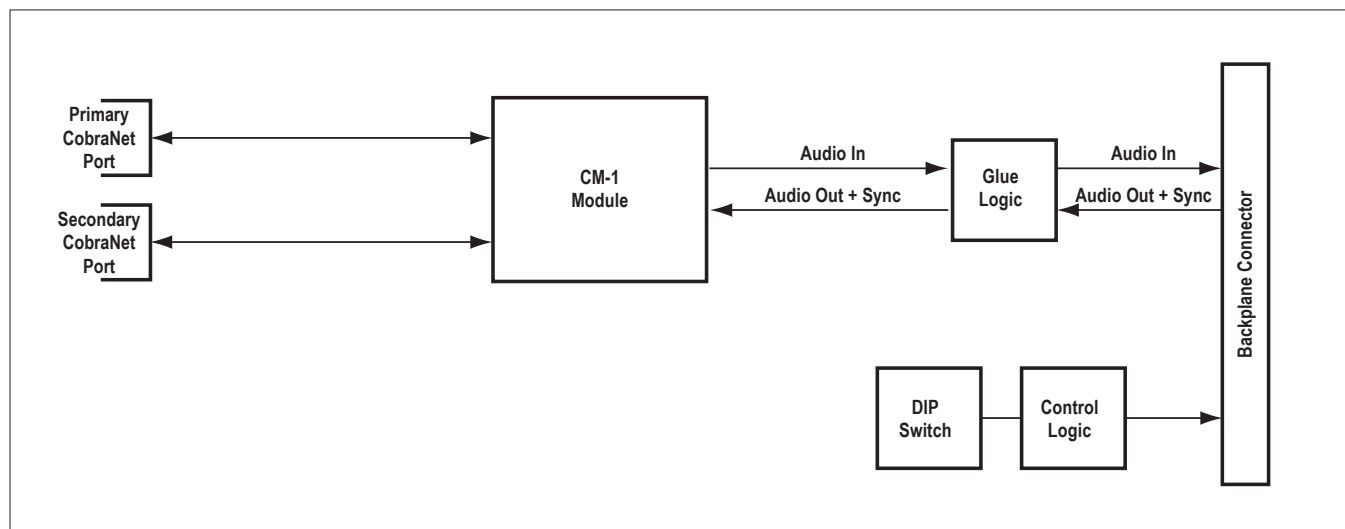 Primary
CobraNet
Port
Secondary
CobraNet
Port
CM-1
Module
Audio In
Audio Out + Sync
Glue
Logic
Audio In
Audio Out + Sync
Backplane Connector
DIP
Switch
Control
Logic